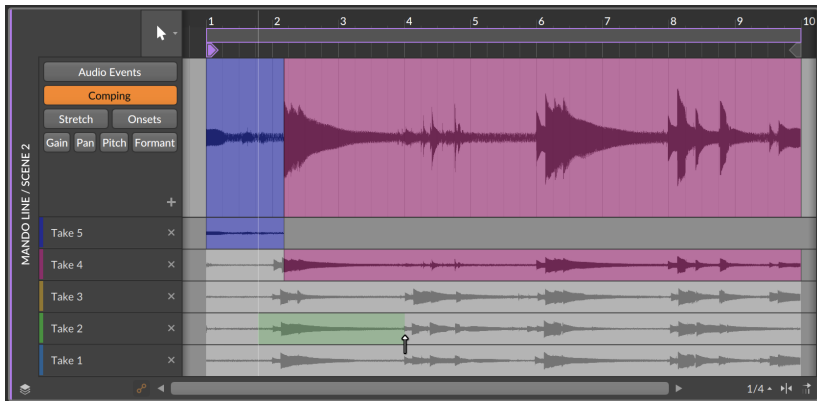 1 2 3 4 5 6 7 8 9 10
Audio Events
Comping
Stretch Onsets
Gain Pan Pitch Formant
+
MANDO LINE / SCENE 2
Take 5 ×
Take 4 ×
Take 3 ×
Take 2 ×
Take 1 ×
1/4